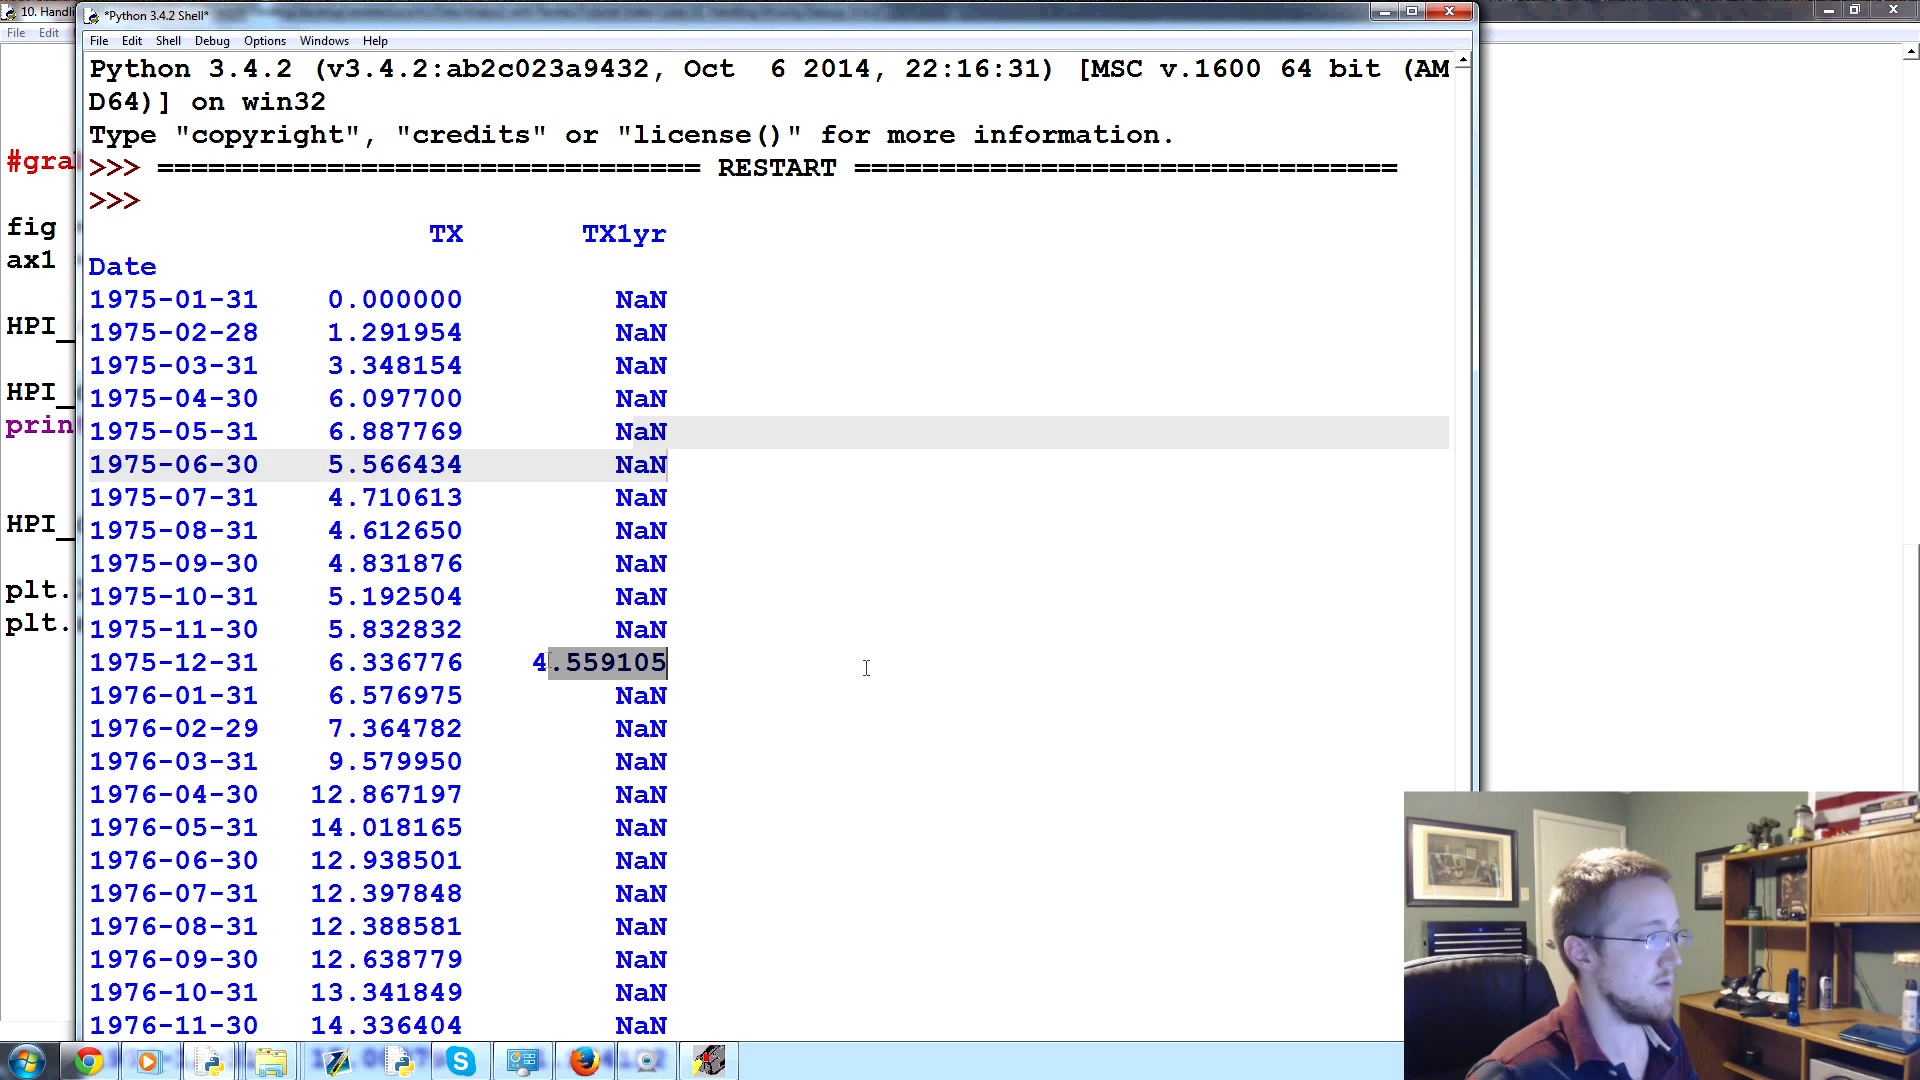 10. Handli
*Python 3.4.2 Shell*
File Edit
File Edit Shell Debug Options Windows Help
Python 3.4.2 (v3.4.2:ab2c023a9432, Oct  6 2014, 22:16:31) [MSC v.1600 64 bit (AM
D64)] on win32
Type "copyright", "credits" or "license()" for more information.
>>> ================================ RESTART ================================
>>>
TX TX1yr
Date
1975-01-31 0.000000 NaN
1975-02-28 1.291954 NaN
1975-03-31 3.348154 NaN
1975-04-30 6.097700 NaN
1975-05-31 6.887769 NaN
1975-06-30 5.566434 NaN
1975-07-31 4.710613 NaN
1975-08-31 4.612650 NaN
1975-09-30 4.831876 NaN
1975-10-31 5.192504 NaN
1975-11-30 5.832832 NaN
1975-12-31 6.336776 4.559105
1976-01-31 6.576975 NaN
1976-02-29 7.364782 NaN
1976-03-31 9.579950 NaN
1976-04-30 12.867197 NaN
1976-05-31 14.018165 NaN
1976-06-30 12.938501 NaN
1976-07-31 12.397848 NaN
1976-08-31 12.388581 NaN
1976-09-30 12.638779 NaN
1976-10-31 13.341849 NaN
1976-11-30 14.336404 NaN
#gra
fig
ax1
HPI_
HPI_
prin
HPI_
plt.
plt.